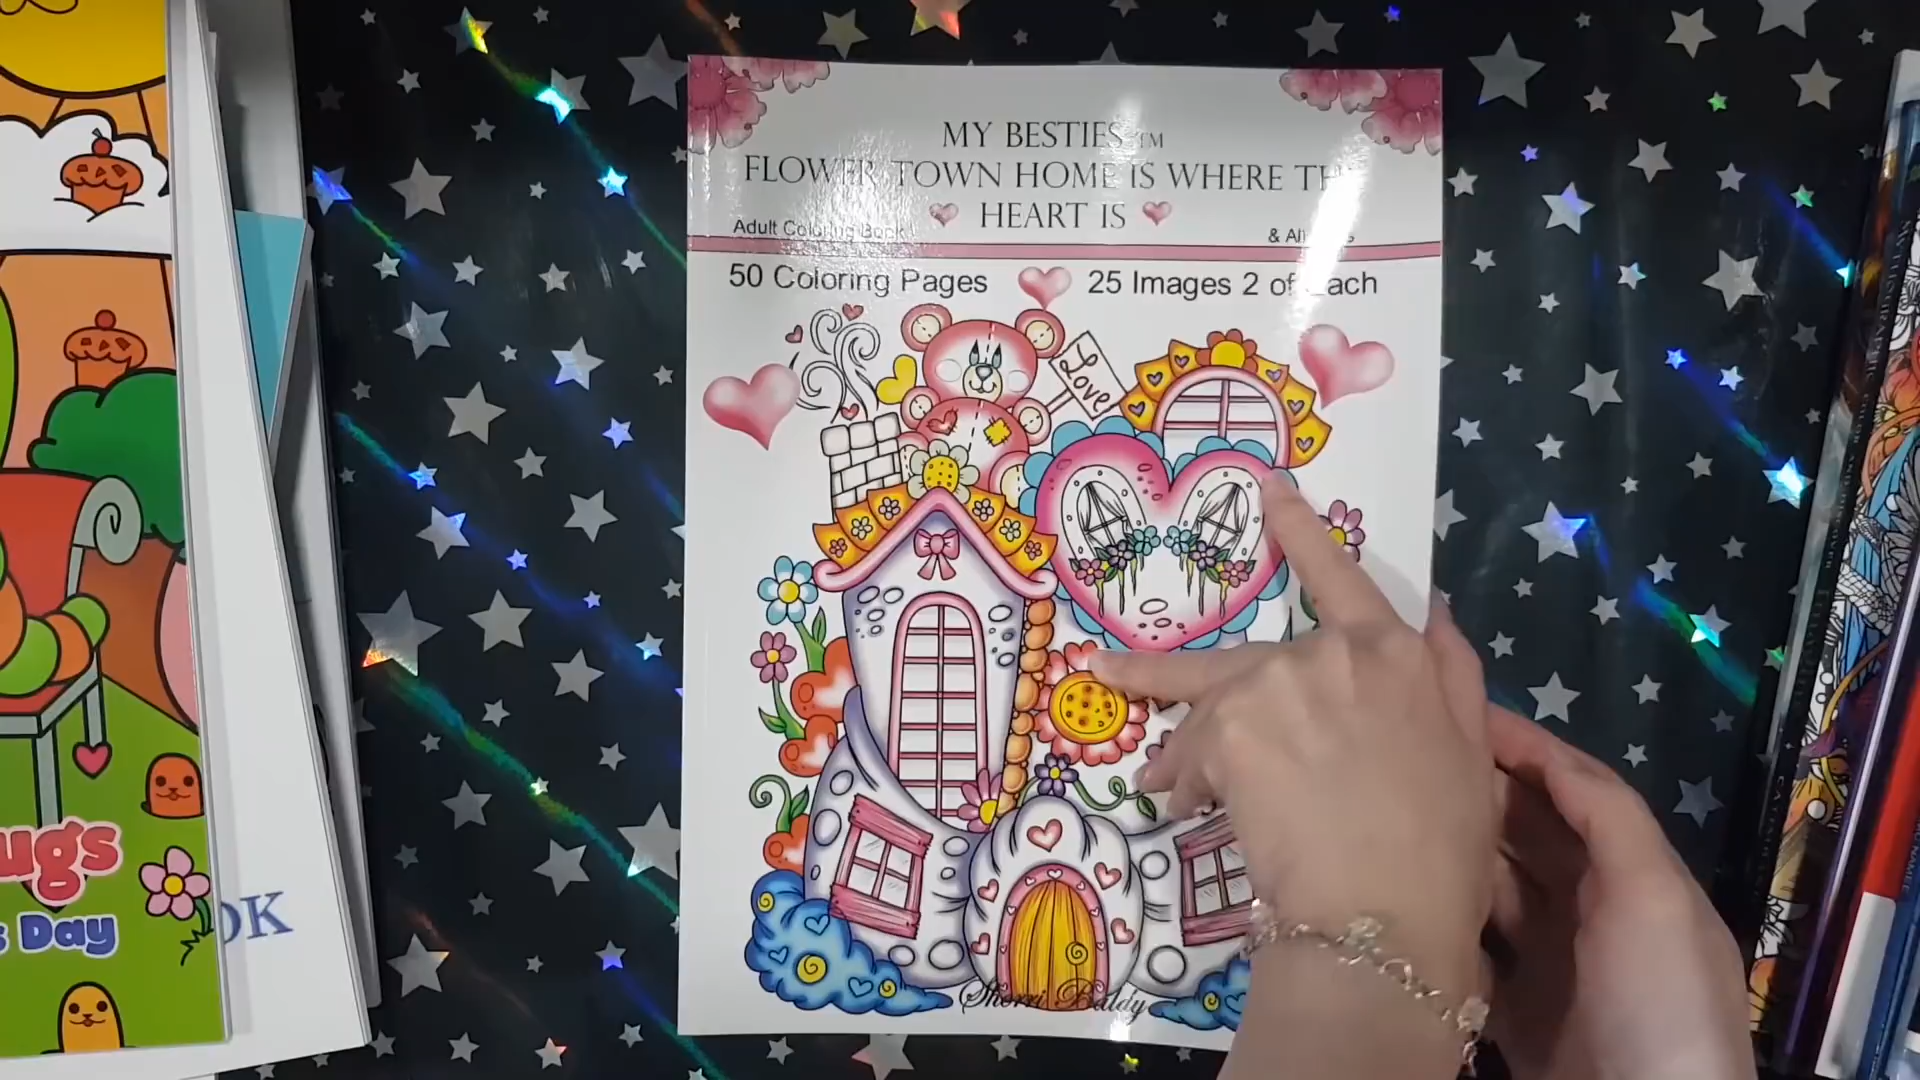 MY BESTIES TM
FLOWER TOWN HOME IS WHERE
HEART IS
Adult Coloring Book
&
50 Coloring Pages
25 Images 2 of Each
Love
Sherri Baldy
ugs
s Day
OK